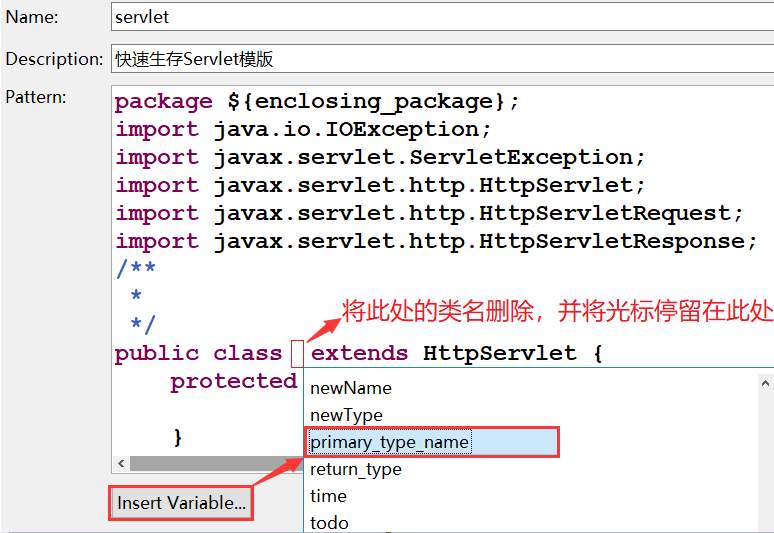 Name: servlet
Description: 快速生存Servlet模版
Pattern:
package ${enclosing_package};
import java.io.IOException;
import javax.servlet.ServletException;
import javax.servlet.http.HttpServlet;
import javax.servlet.http.HttpServletRequest;
import javax.servlet.http.HttpServletResponse;
/**
*
*/
将此处的类名删除，并将光标停留在此处
public class extends HttpServlet {
protected
}
newName
newType
primary_type_name
return_type
time
todo
Insert Variable...